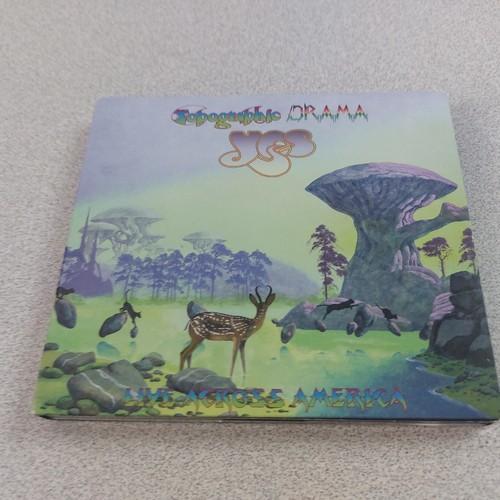 Topographic DRAMA
yes
LIVE ACROSS AMERICA